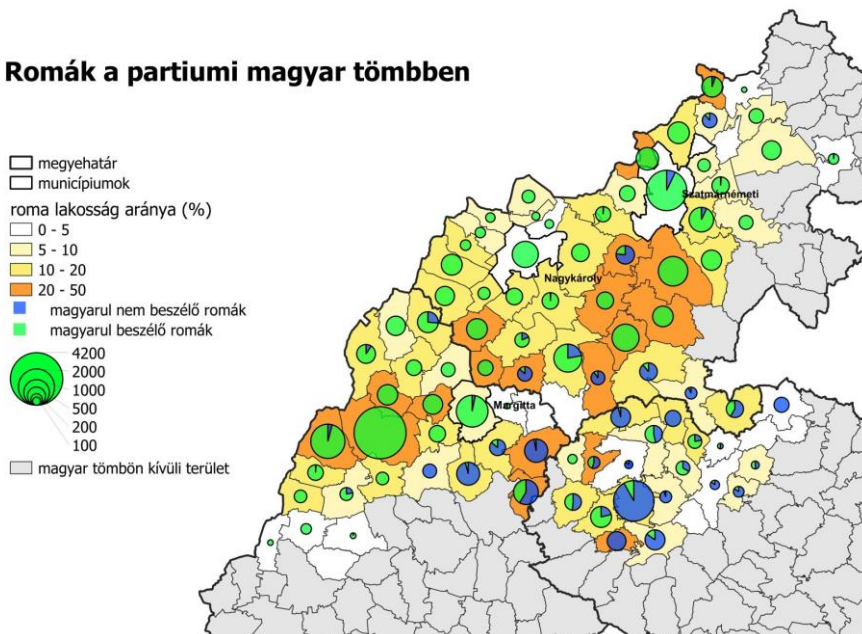 Romák a partiumi magyar tömbben
megyehatár
municípiumok
roma lakosság aránya (%)
0 - 5
5 - 10
10 - 20
20 - 50
magyarul nem beszélő romák
magyarul beszélő romák
4200
2000
1000
500
200
100
magyar tömbön kívüli terület
Szatmárnémeti
Nagykároly
Margitta